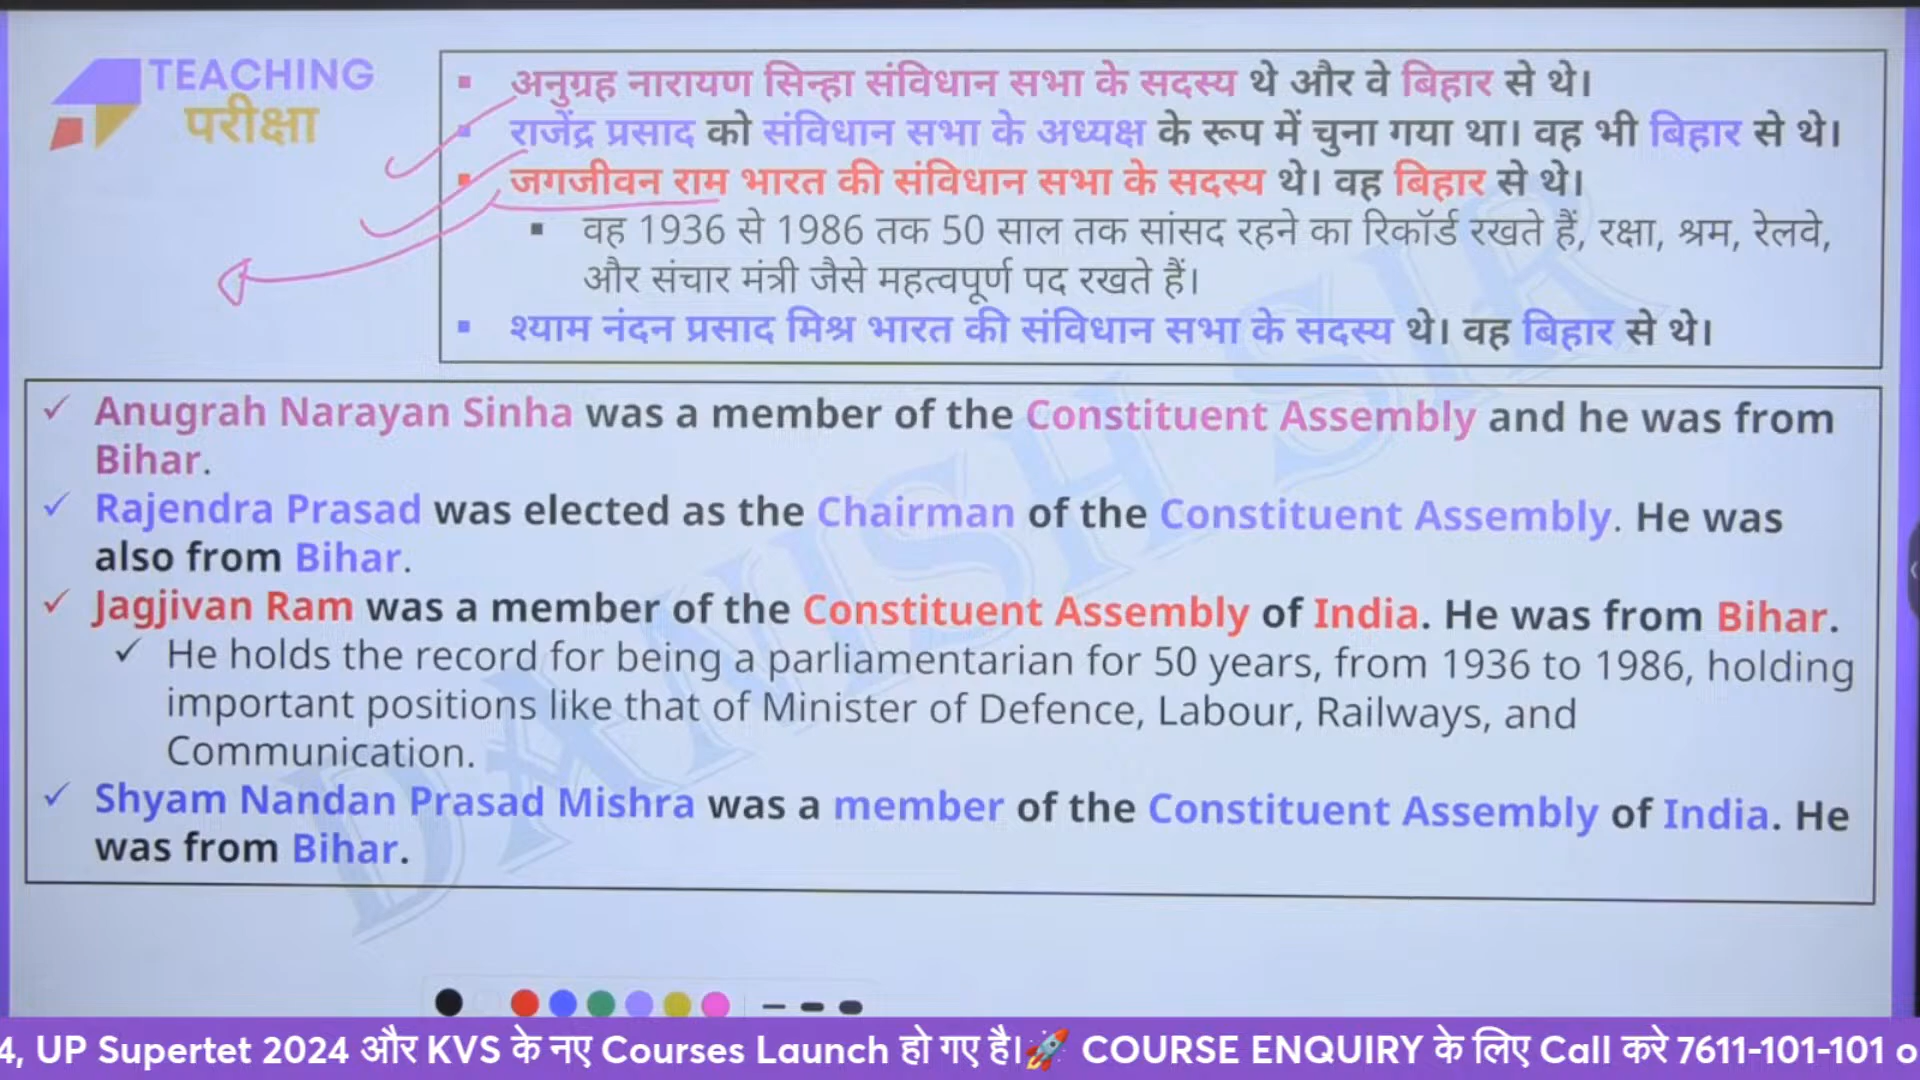 TEACHING
परीक्षा
▪ अनुग्रह नारायण सिन्हा संविधान सभा के सदस्य थे और वे बिहार से थे।
▪ राजेंद्र प्रसाद को संविधान सभा के अध्यक्ष के रूप में चुना गया था। वह भी बिहार से थे।
▪ जगजीवन राम भारत की संविधान सभा के सदस्य थे। वह बिहार से थे।
▪ वह 1936 से 1986 तक 50 साल तक सांसद रहने का रिकॉर्ड रखते हैं, रक्षा, श्रम, रेलवे,
और संचार मंत्री जैसे महत्वपूर्ण पद रखते हैं।
▪ श्याम नंदन प्रसाद मिश्र भारत की संविधान सभा के सदस्य थे। वह बिहार से थे।
✓ Anugrah Narayan Sinha was a member of the Constituent Assembly and he was from
Bihar.
✓ Rajendra Prasad was elected as the Chairman of the Constituent Assembly. He was
also from Bihar.
✓ Jagjivan Ram was a member of the Constituent Assembly of India. He was from Bihar.
✓ He holds the record for being a parliamentarian for 50 years, from 1936 to 1986, holding
important positions like that of Minister of Defence, Labour, Railways, and
Communication.
✓ Shyam Nandan Prasad Mishra was a member of the Constituent Assembly of India. He
was from Bihar.
DANISH SIR
4, UP Supertet 2024 और KVS के नए Courses Launch हो गए है।🚀 COURSE ENQUIRY के लिए Call करे 7611-101-101 o